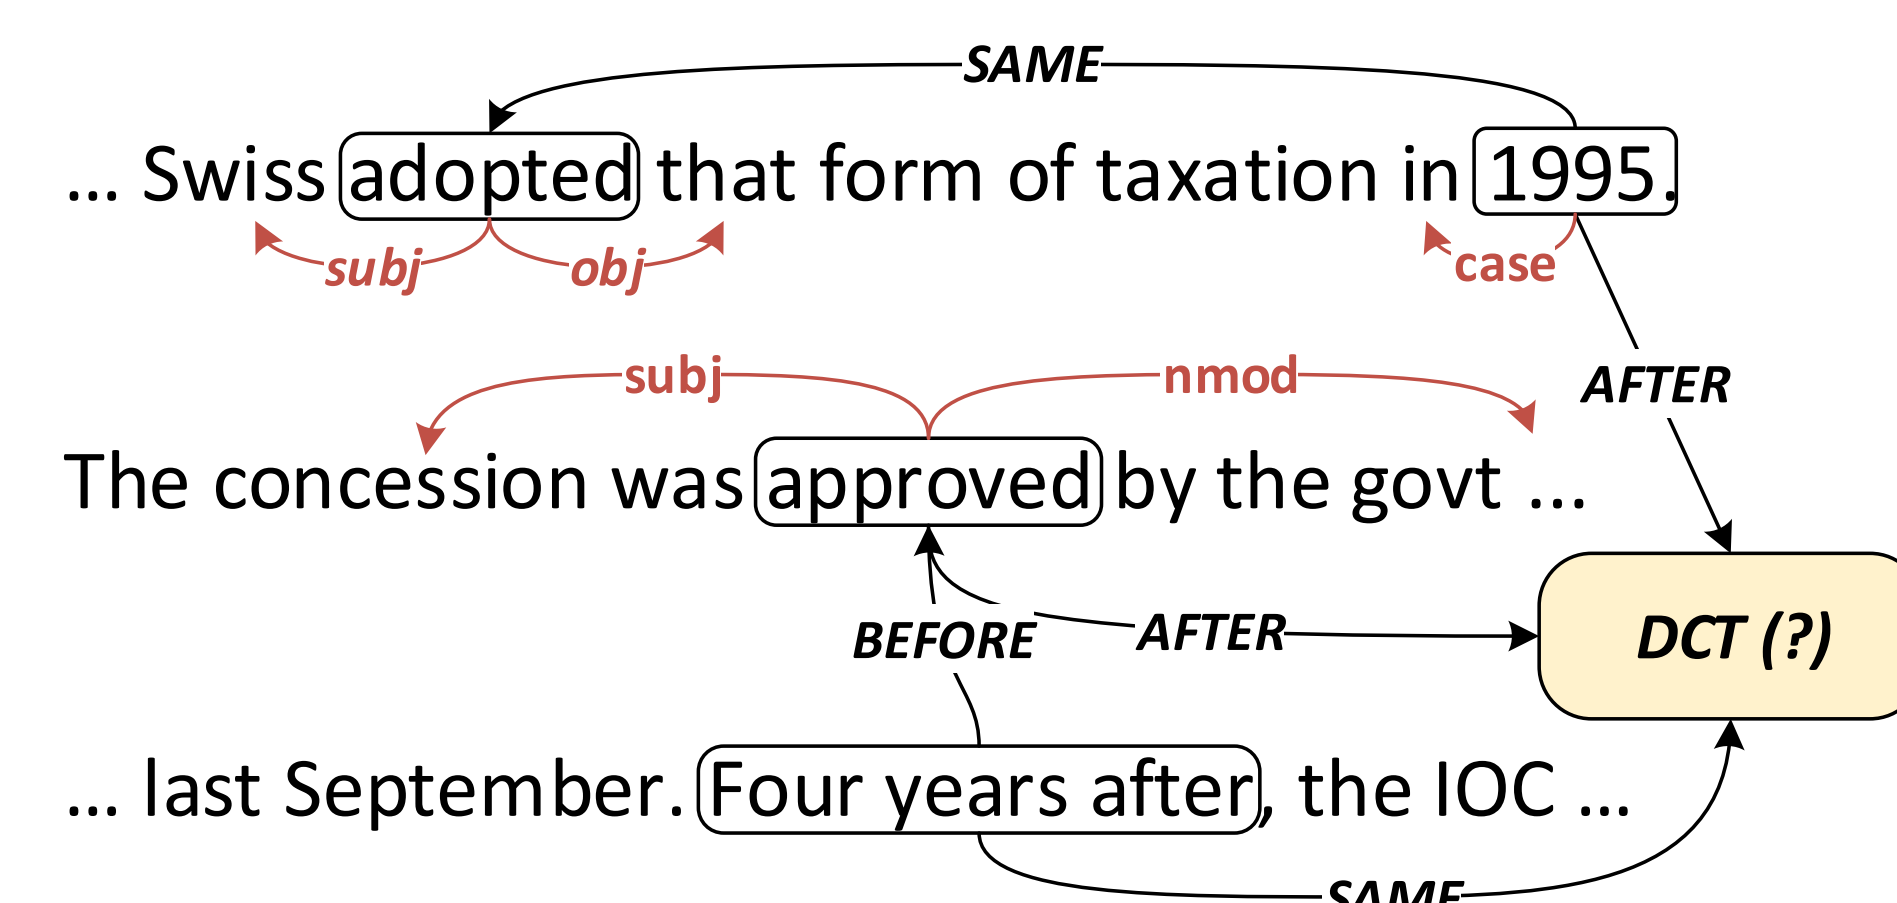 SAME
... Swiss adopted that form of taxation in 1995.
subj obj case
subj nmod
AFTER
The concession was approved by the govt ...
BEFORE AFTER DCT (?)
... last September. Four years after, the IOC ...
SAME